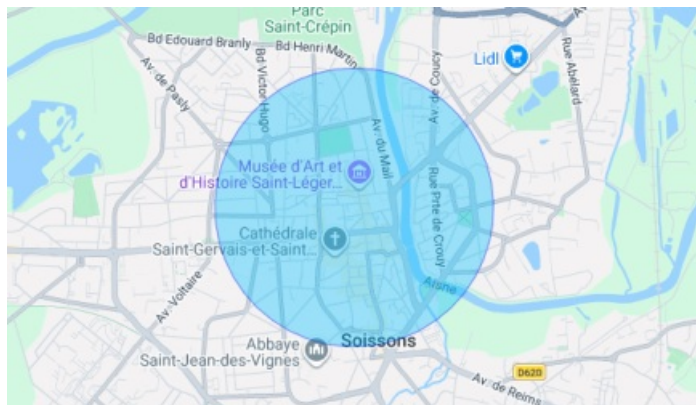 Parc
Saint-Crépin
Bd Edouard Branly
Bd Henri Martin
Av. de Pasly
Bd Victor Hugo
Av. de Coucy
Lidl
Rue Abélard
Av. du Mail
Musée d'Art et
d'Histoire Saint-Léger...
Rue Prte de Crouy
Cathédrale
Saint-Gervais-et-Saint...
Av. Voltaire
Aisne
Abbaye
Saint-Jean-des-Vignes
Soissons
D620
Av. de Reims